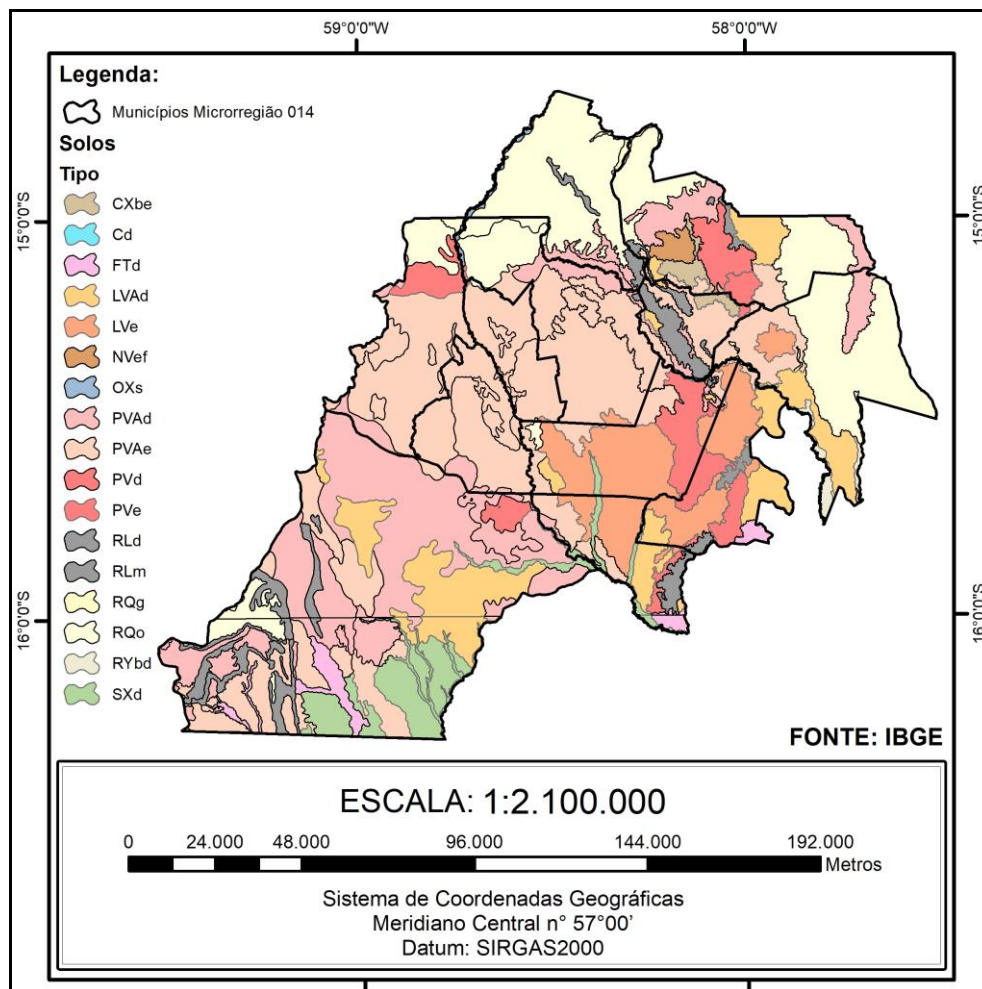 59°0'0"W
58°0'0"W
Legenda:
Municípios Microrregião 014
Solos
Tipo
CXbe
Cd
FTd
LVAd
LVe
NVef
OXs
PVAd
PVAe
PVd
PVe
RLd
RLm
RQg
RQo
RYbd
SXd
15°0'0"S
15°0'0"S
16°0'0"S
16°0'0"S
FONTE: IBGE
ESCALA: 1:2.100.000
0 24.000 48.000 96.000 144.000 192.000
Metros
Sistema de Coordenadas Geográficas
Meridiano Central n° 57°00'
Datum: SIRGAS2000